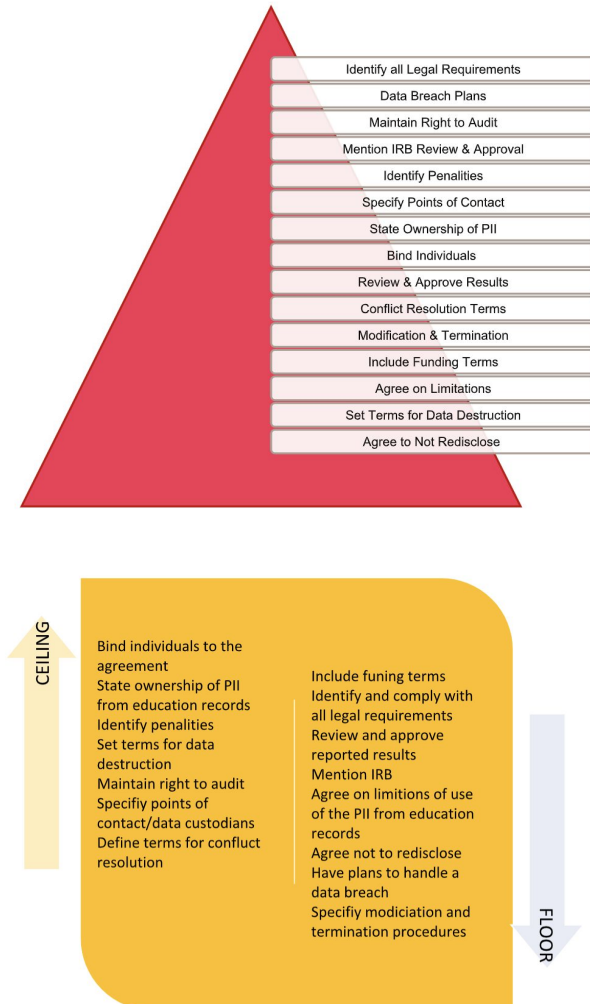 Identify all Legal Requirements
Data Breach Plans
Maintain Right to Audit
Mention IRB Review & Approval
Identify Penalities
Specify Points of Contact
State Ownership of PII
Bind Individuals
Review & Approve Results
Conflict Resolution Terms
Modification & Termination
Include Funding Terms
Agree on Limitations
Set Terms for Data Destruction
Agree to Not Redisclose
CEILING
Bind individuals to the
agreement
State ownership of PII
from education records
Identify penalities
Set terms for data
destruction
Maintain right to audit
Specifiy points of
contact/data custodians
Define terms for confluct
resolution
Include funing terms
Identify and comply with
all legal requirements
Review and approve
reported results
Mention IRB
Agree on limitions of use
of the PII from education
records
Agree not to redisclose
Have plans to handle a
data breach
Specifiy modiciation and
termination procedures
FLOOR